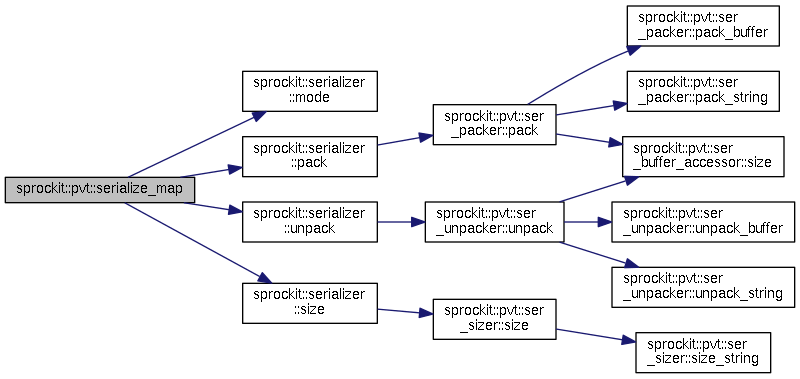 sprockit::pvt::serialize_map
sprockit::serializer
::mode
sprockit::serializer
::pack
sprockit::serializer
::unpack
sprockit::serializer
::size
sprockit::pvt::ser
_packer::pack
sprockit::pvt::ser
_unpacker::unpack
sprockit::pvt::ser
_sizer::size
sprockit::pvt::ser
_packer::pack_buffer
sprockit::pvt::ser
_packer::pack_string
sprockit::pvt::ser
_buffer_accessor::size
sprockit::pvt::ser
_unpacker::unpack_buffer
sprockit::pvt::ser
_unpacker::unpack_string
sprockit::pvt::ser
_sizer::size_string